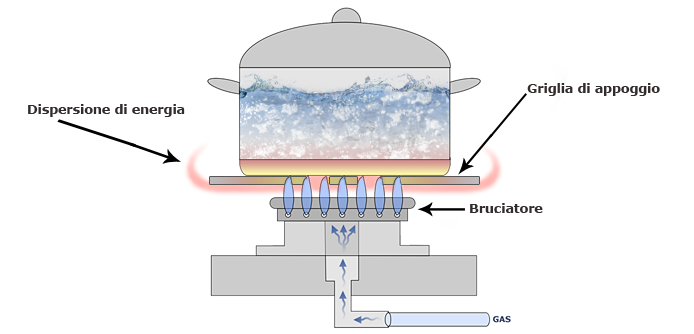 Dispersione di energia
Griglia di appoggio
Bruciatore
GAS